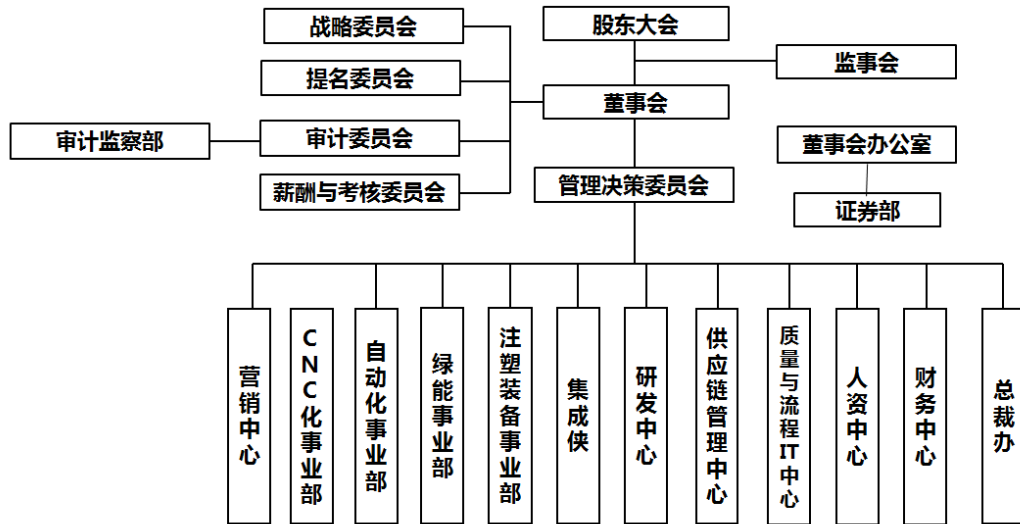 战略委员会
股东大会
监事会
提名委员会
董事会
审计监察部
审计委员会
董事会办公室
薪酬与考核委员会
管理决策委员会
证券部
营销中心
CNC化事业部
自动化事业部
绿能事业部
注塑装备事业部
集成侠
研发中心
供应链管理中心
质量与流程IT中心
人资中心
财务中心
总裁办